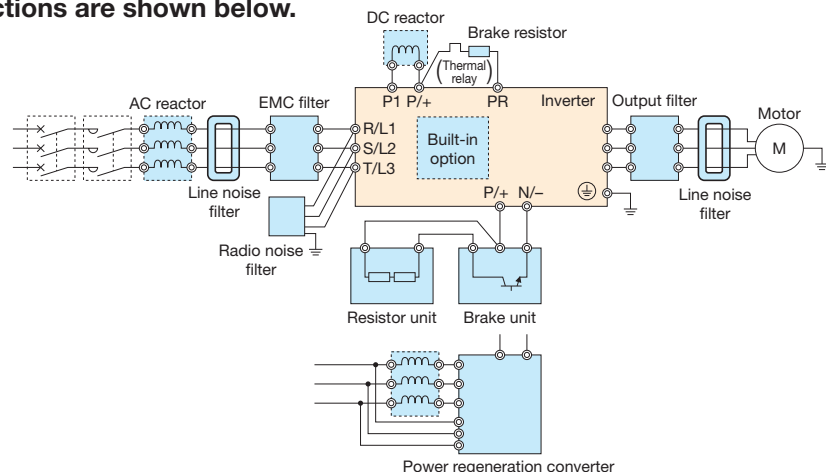 ctions are shown below.
DC reactor
Brake resistor
(Thermal
relay)
P1 P/+ PR Inverter
AC reactor
EMC filter
Output filter
Motor
R/L1
S/L2
T/L3
Built-in
option
M
P/+ N/–
Line noise
filter
Line noise
filter
Radio noise
filter
Resistor unit
Brake unit
Power regeneration converter